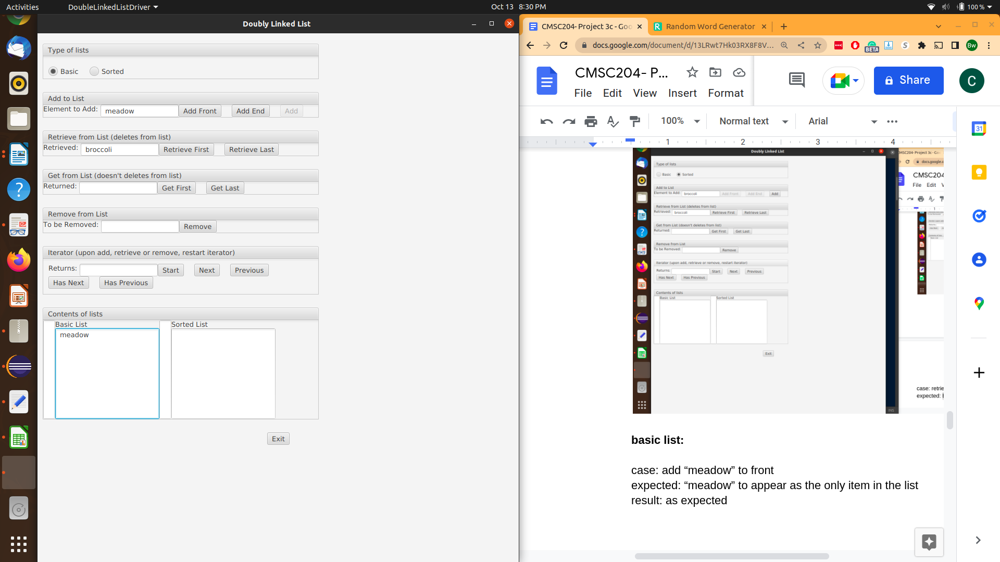 Activities DoubleLinkedListDriver Oct 13 8:30 PM 100 %
Doubly Linked List
Type of lists
Basic Sorted
Add to List
Element to Add: meadow Add Front Add End Add
Retrieve from List (deletes from list)
Retrieved: broccoli Retrieve First Retrieve Last
Get from List (doesn't deletes from list)
Returned: Get First Get Last
Remove from List
To be Removed: Remove
Iterator (upon add, retrieve or remove, restart iterator)
Returns: Start Next Previous
Has Next Has Previous
Contents of lists
Basic List Sorted List
meadow
Exit
CMSC204- Project 3c - Goo Random Word Generator
docs.google.com/document/d/13LRwt7Hk03RX8F8V... BETA Bw
CMSC204- P...
File Edit View Insert Format
Share C
100% Normal text Arial
1 2 3 4
31
Doubly Linked List
Type of lists
Basic Sorted
Add to List
Element to Add: broccoli Add Front Add End Add
Retrieve from List (deletes from list)
Retrieved: broccoli Retrieve First Retrieve Last
Get from List (doesn't deletes from list)
Returned: Get First Get Last
Remove from List
To be Removed: Remove
Iterator (upon add, retrieve or remove, restart iterator)
Returns: Start Next Previous
Has Next Has Previous
Contents of lists
Basic List Sorted List
Exit
CMSC204- Project 3c - Goo
docs.google.c
CMSC204
File Edit V
case: retrie
expected: b
INS
basic list:
case: add “meadow” to front
expected: “meadow” to appear as the only item in the list
result: as expected